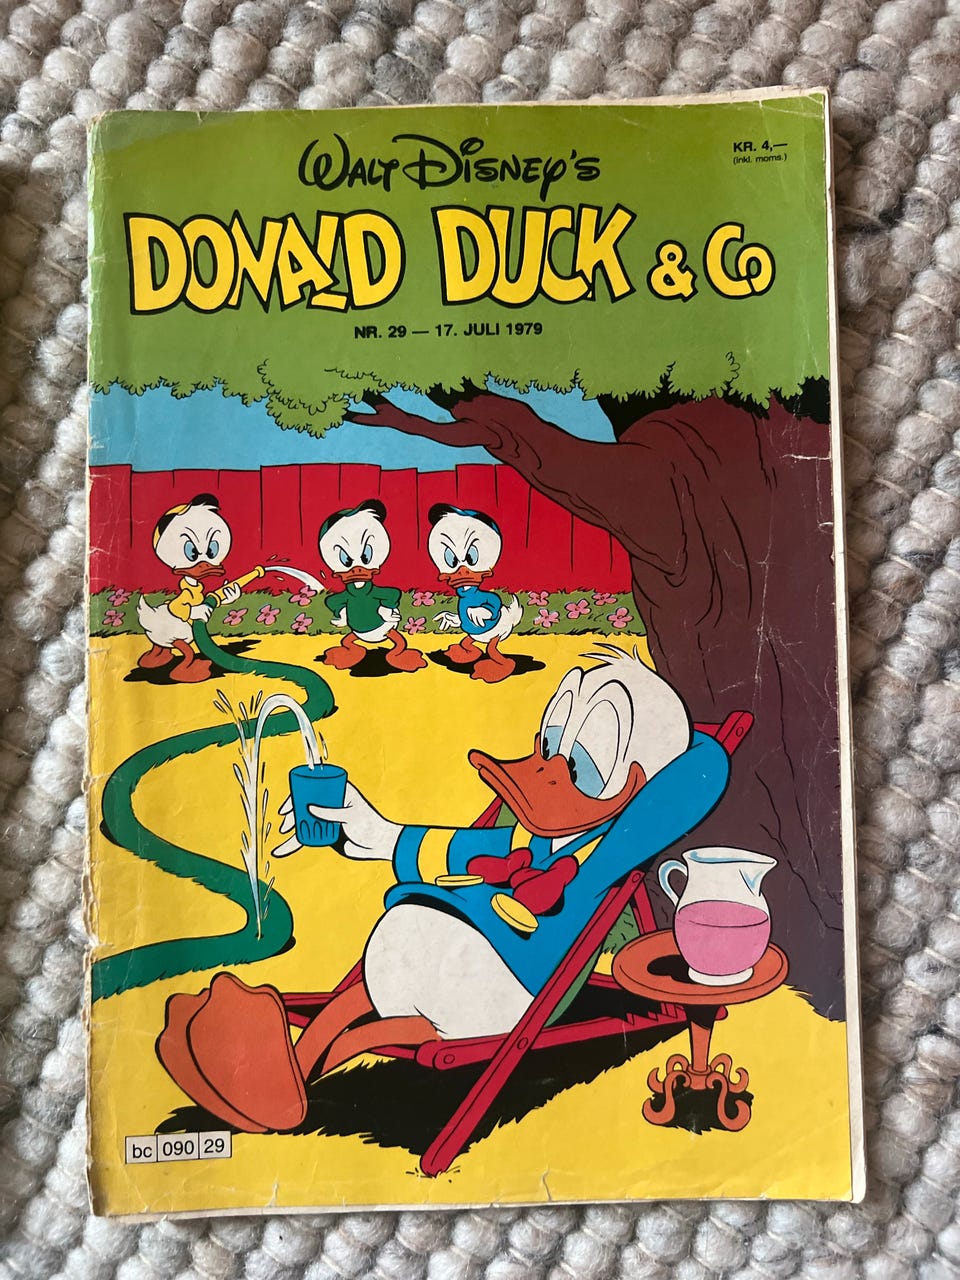 WALT DISNEY'S
KR. 4,—
(inkl. moms.)
DONALD DUCK & Co
NR. 29 — 17. JULI 1979
bc 090 29